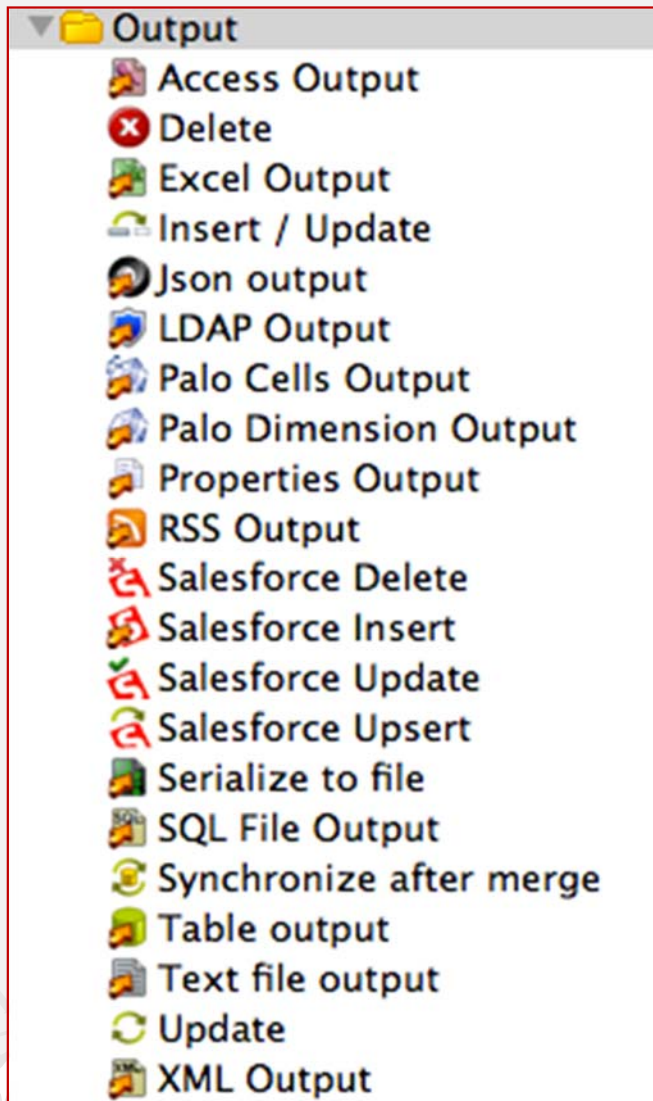 Output
Access Output
Delete
Excel Output
Insert / Update
Json output
LDAP Output
Palo Cells Output
Palo Dimension Output
Properties Output
RSS Output
Salesforce Delete
Salesforce Insert
Salesforce Update
Salesforce Upsert
Serialize to file
SQL File Output
Synchronize after merge
Table output
Text file output
Update
XML Output